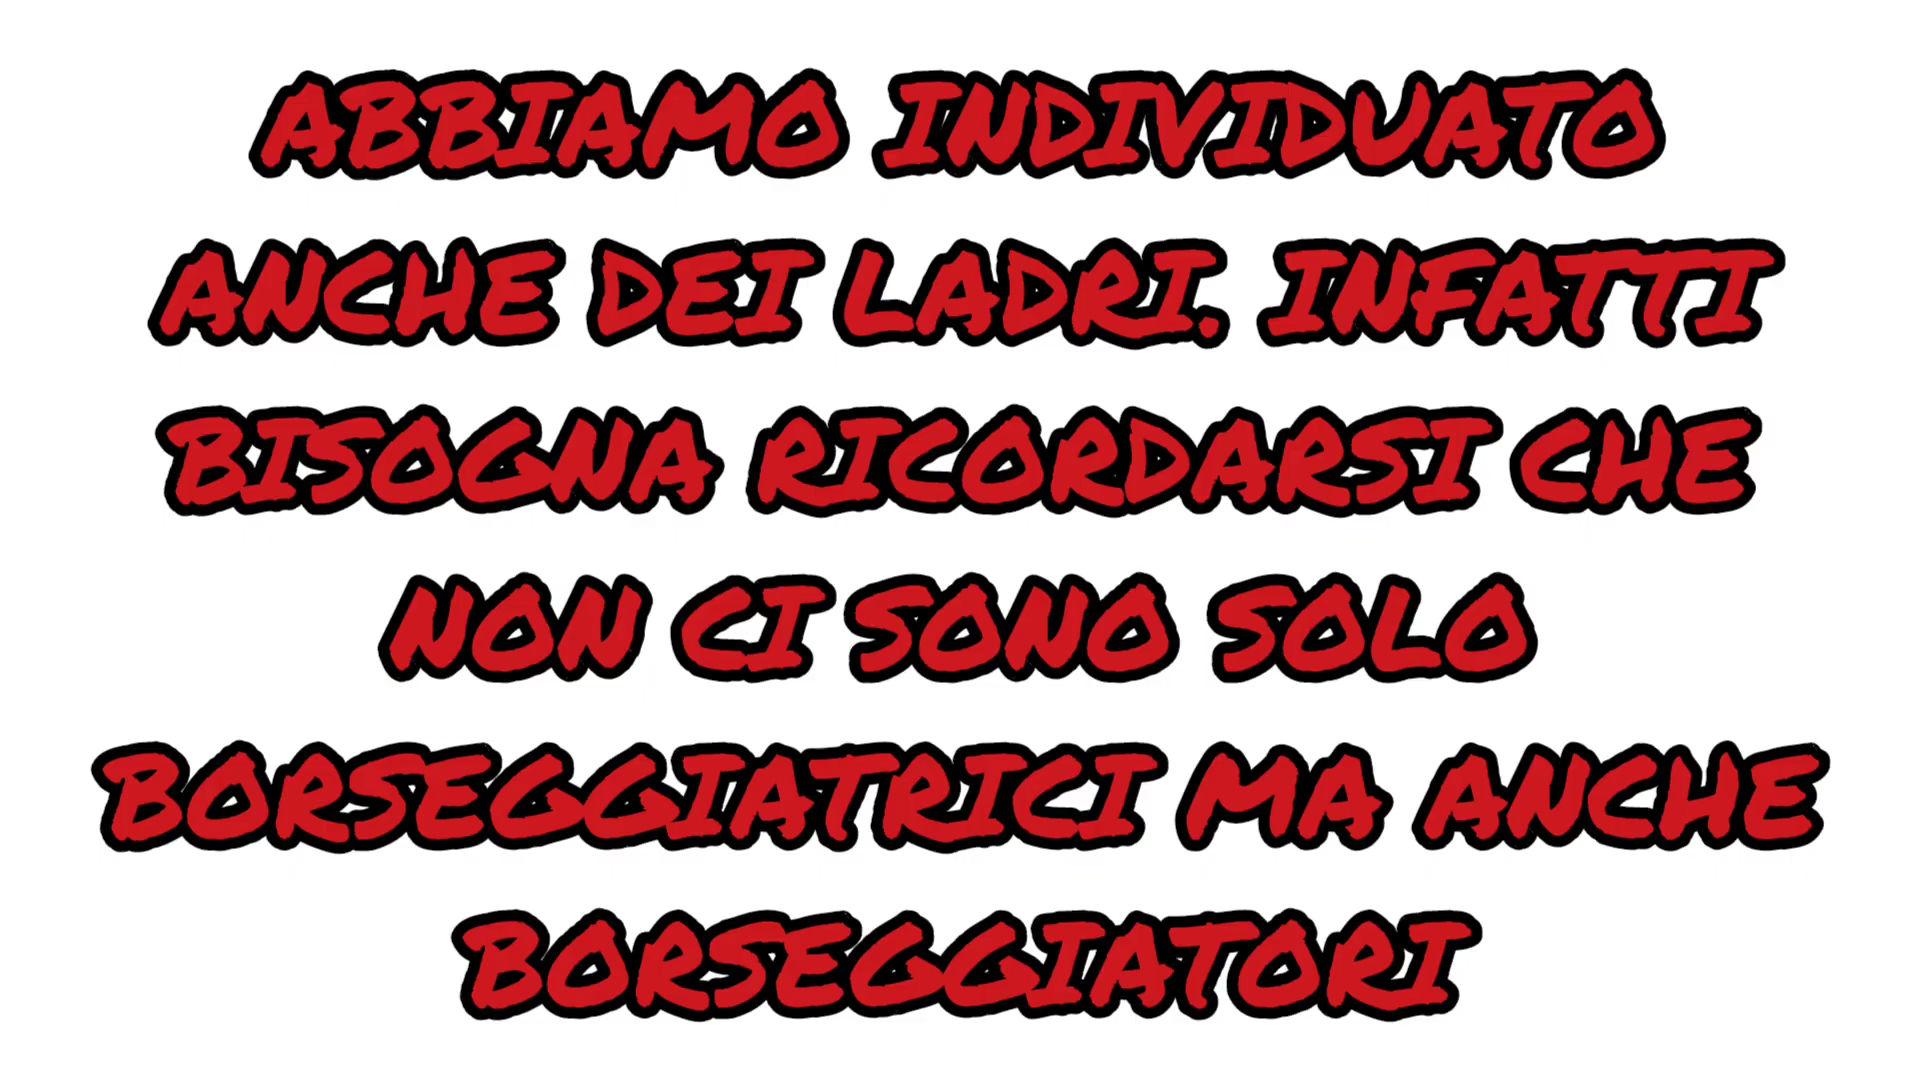 ABBIAMO INDIVIDUATO
ANCHE DEI LADRI. INFATTI
BISOGNA RICORDARSI CHE
NON CI SONO SOLO
BORSEGGIATRICI MA ANCHE
BORSEGGIATORI